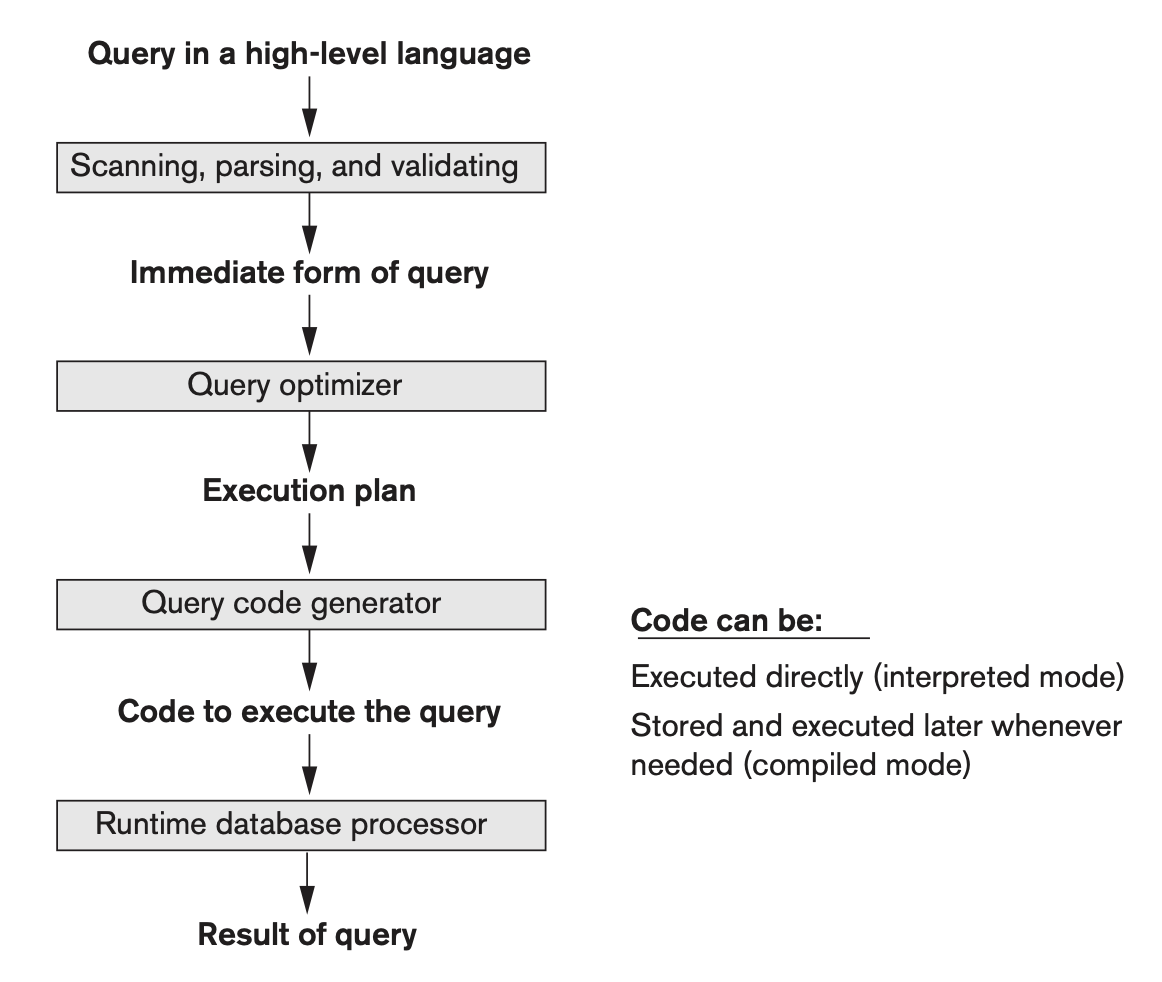 Query in a high-level language
Scanning, parsing, and validating
Immediate form of query
Query optimizer
Execution plan
Query code generator
Code to execute the query
Runtime database processor
Result of query
Code can be:
Executed directly (interpreted mode)
Stored and executed later whenever
needed (compiled mode)